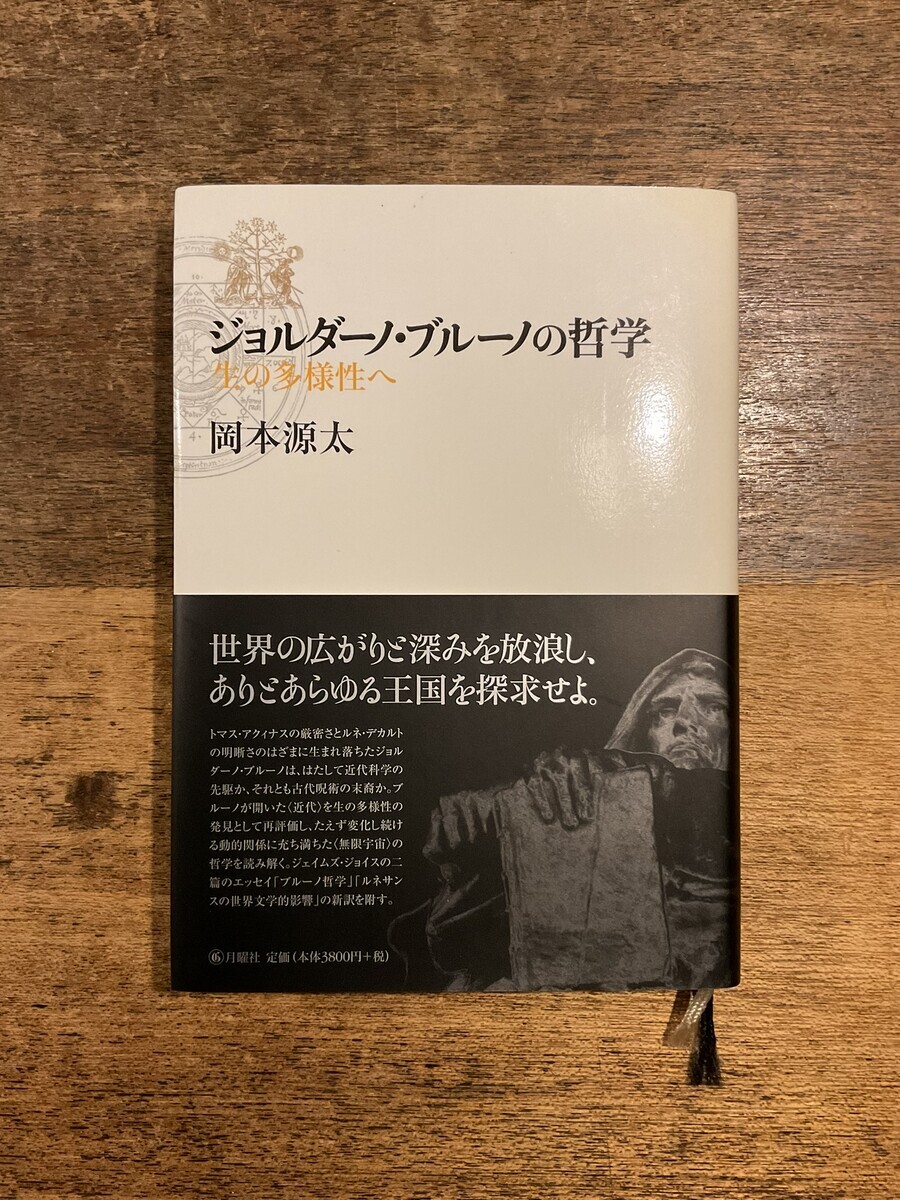 ジョルダーノ・ブルーノの哲学
生の多様性へ
岡本源太
世界の広がりと深みを放浪し、
ありとあらゆる王国を探求せよ。
トマス・アクィナスの厳密さとルネ・デカルト
の明晰さのはざまに生まれ落ちたジョル
ダーノ・ブルーノは、はたして近代科学の
先駆か、それとも古代呪術の末裔か。ブ
ルーノが開いた〈近代〉を生の多様性の
発見として再評価し、たえず変化し続け
る動的関係に充ち満ちた〈無限宇宙〉の
哲学を読み解く。ジェイムズ・ジョイスの二
篇のエッセイ「ブルーノ哲学」「ルネサン
スの世界文学的影響」の新訳を附す。
月曜社 定価(本体3800円+税)